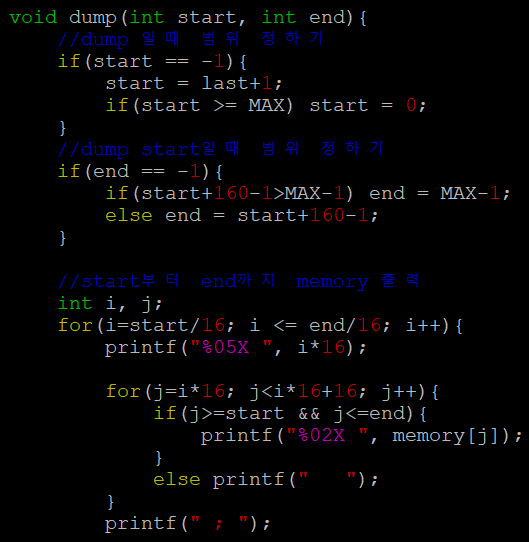 void dump(int start, int end){
    //dump 일때 범위 정하기
    if(start == -1){
        start = last+1;
        if(start >= MAX) start = 0;
    }
    //dump start일때 범위 정하기
    if(end == -1){
        if(start+160-1>MAX-1) end = MAX-1;
        else end = start+160-1;
    }

    //start부터 end까지 memory 출력
    int i, j;
    for(i=start/16; i <= end/16; i++){
        printf("%05X ", i*16);

        for(j=i*16; j<i*16+16; j++){
            if(j>=start && j<=end){
                printf("%02X ", memory[j]);
            }
            else printf("   ");
        }
        printf(" ; ");